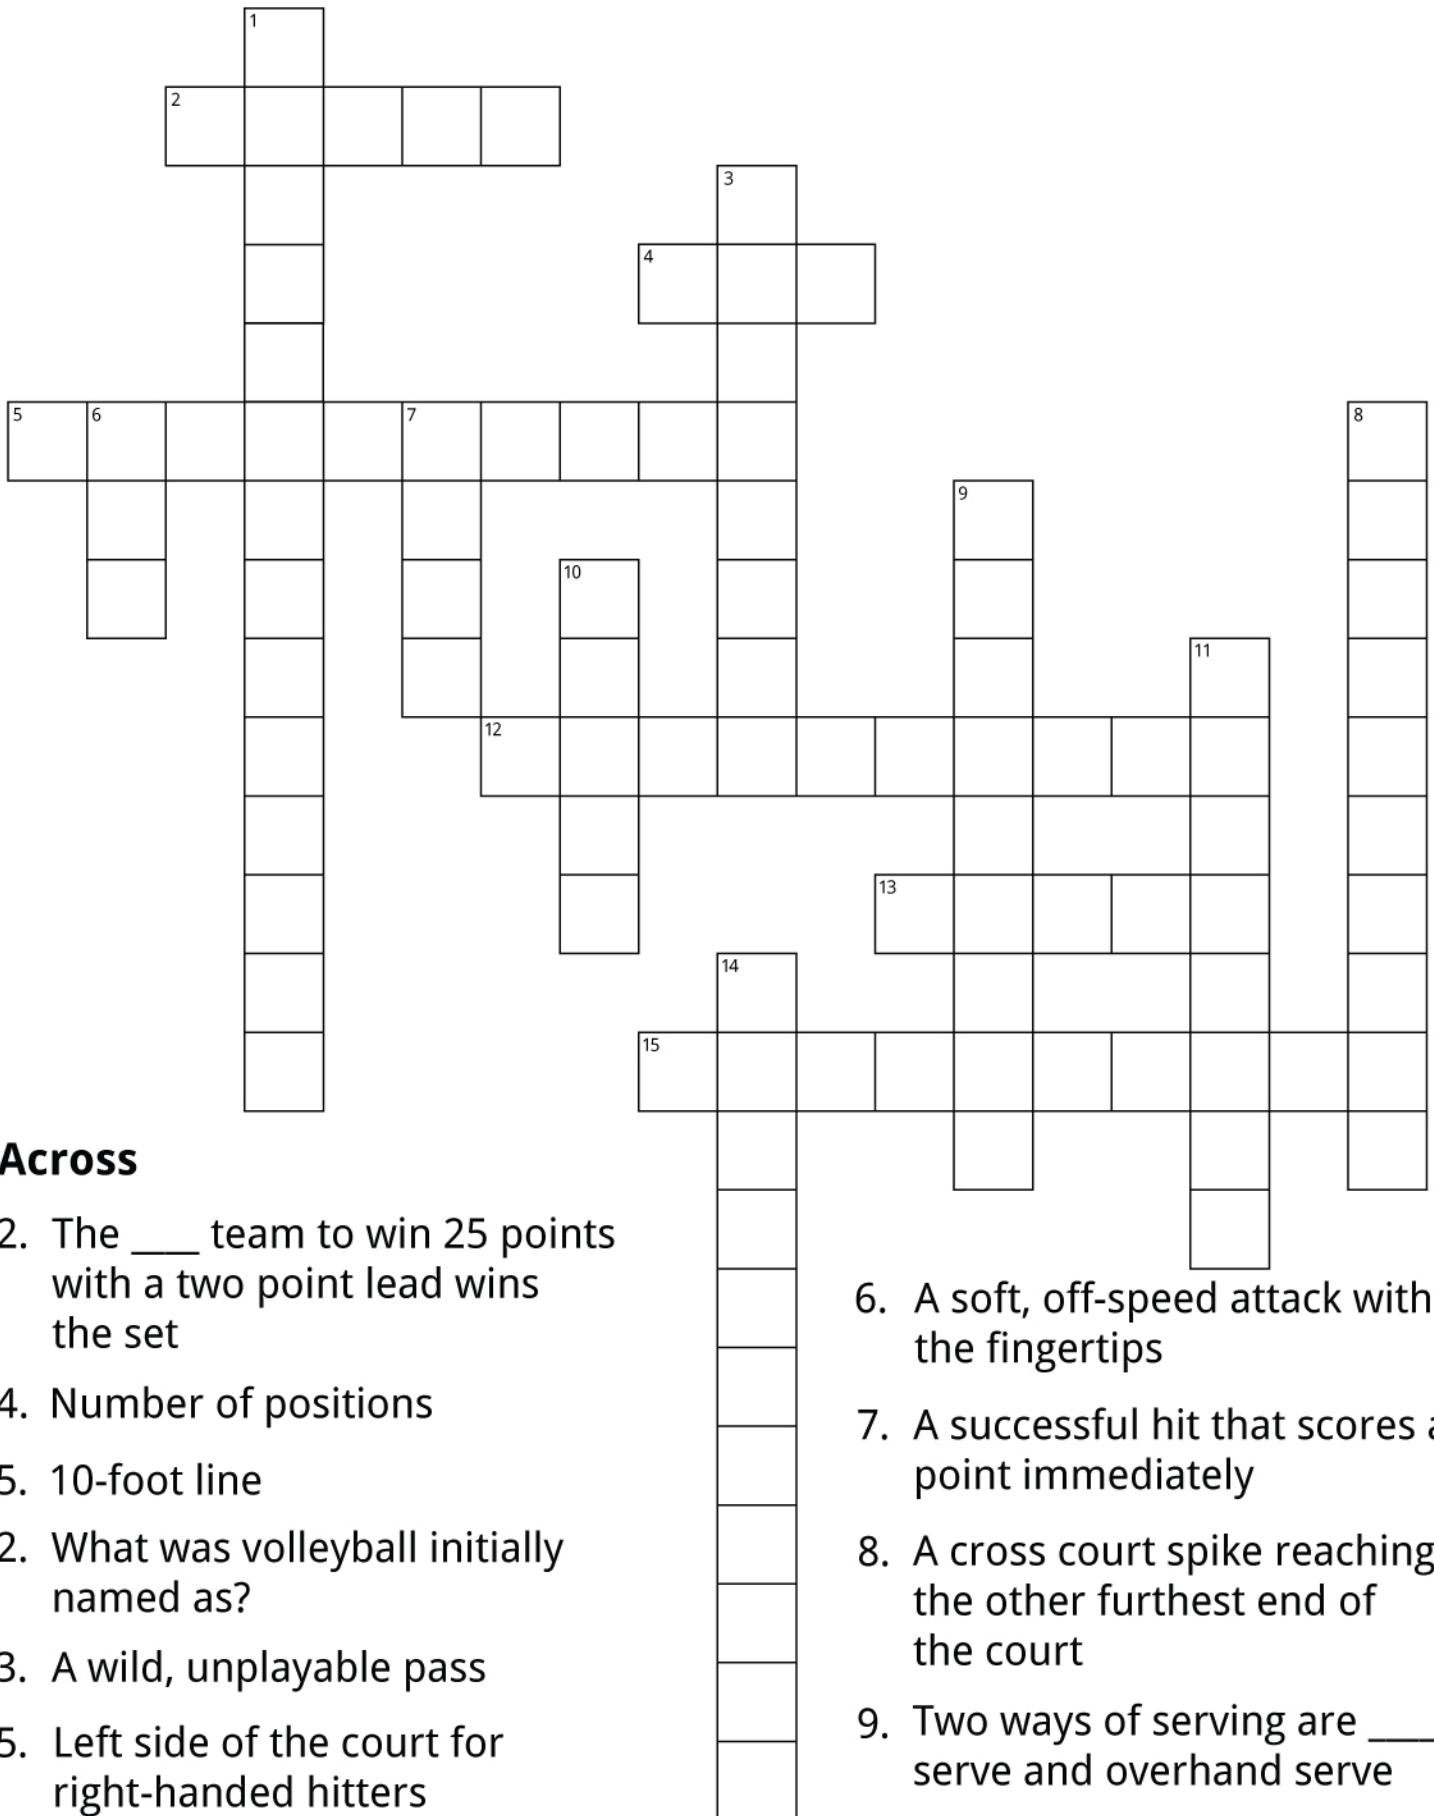 1
2
3
4
5 6 7 8
9
10
11
12
13
14
15
Across
2. The ____ team to win 25 points
with a two point lead wins
the set
4. Number of positions
5. 10-foot line
2. What was volleyball initially
named as?
3. A wild, unplayable pass
5. Left side of the court for
right-handed hitters
6. A soft, off-speed attack with
the fingertips
7. A successful hit that scores a
point immediately
8. A cross court spike reaching
the other furthest end of
the court
9. Two ways of serving are ____
serve and overhand serve